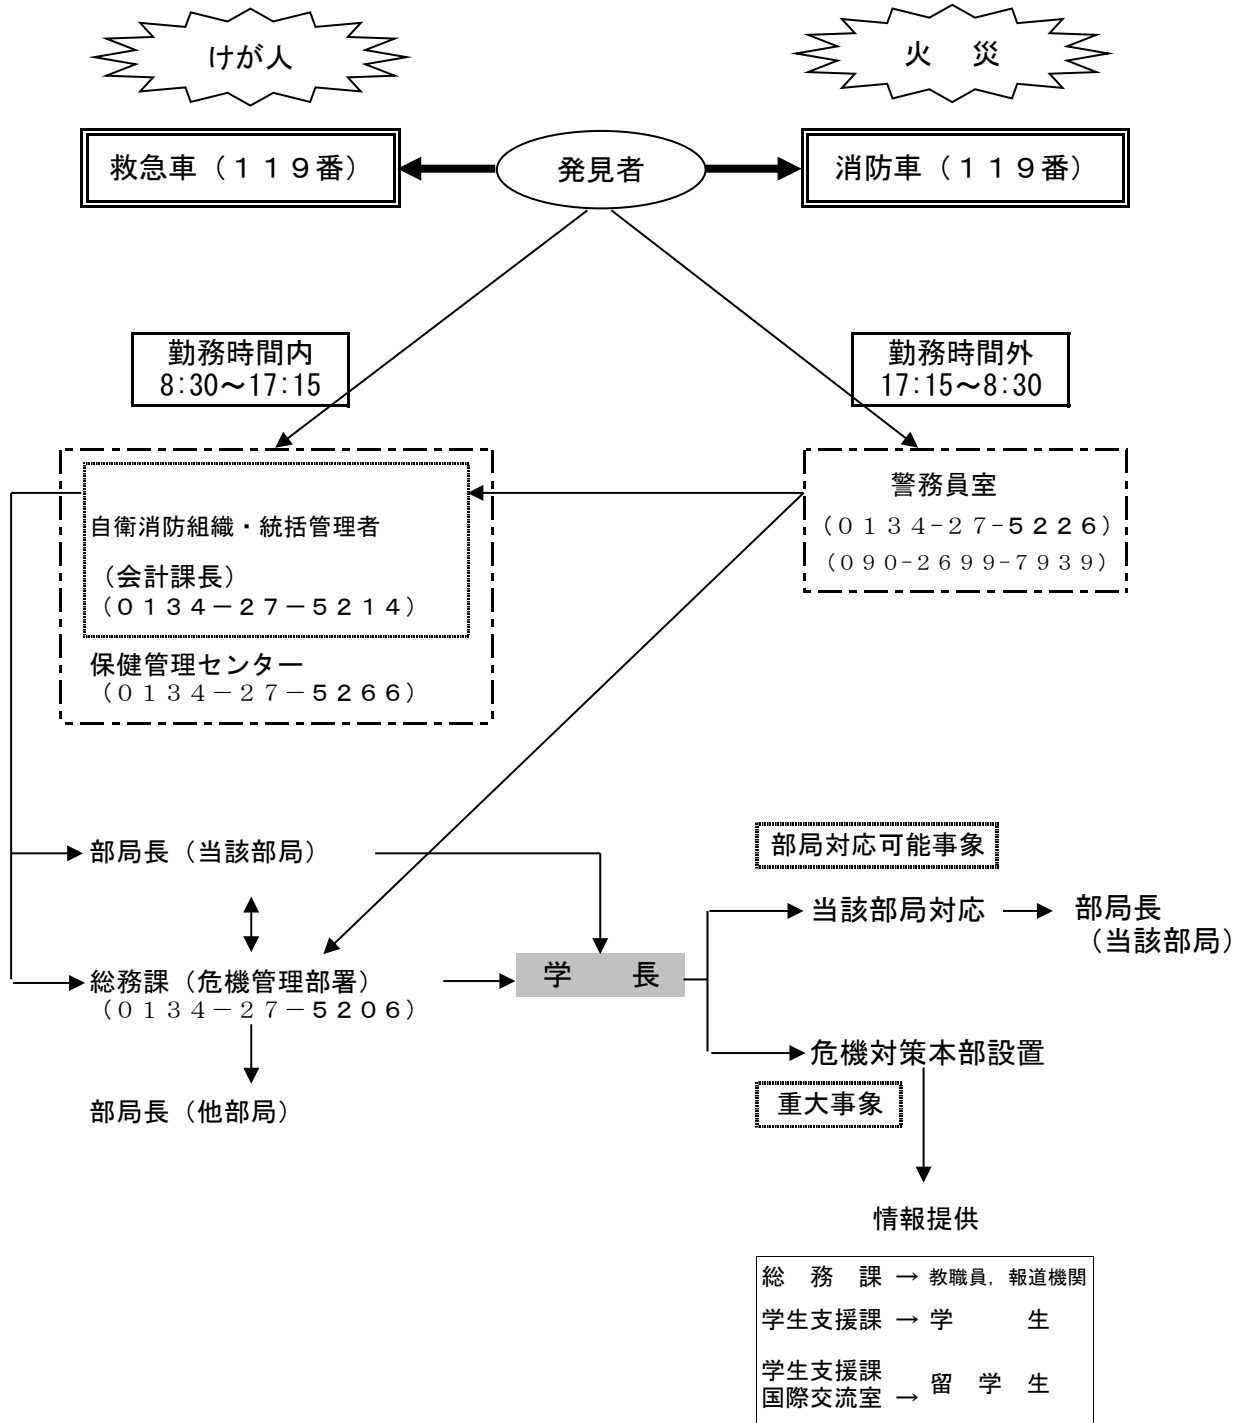 けが人
火　災
救急車（１１９番）
発見者
消防車（１１９番）
勤務時間内
8:30～17:15
勤務時間外
17:15～8:30
自衛消防組織・統括管理者
（会計課長）
（０１３４－２７－５２１４）
保健管理センター
（０１３４－２７－５２６６）
警務員室
（０１３４-２７-５２２６）
（０９０-２６９９-７９３９）
部局長（当該部局）
総務課（危機管理部署）
（０１３４－２７－５２０６）
部局長（他部局）
学　長
部局対応可能事象
当該部局対応
部局長
（当該部局）
危機対策本部設置
重大事象
情報提供
総　務　課 → 教職員，報道機関
学生支援課 → 学　　　生
学生支援課
国際交流室 → 留　学　生